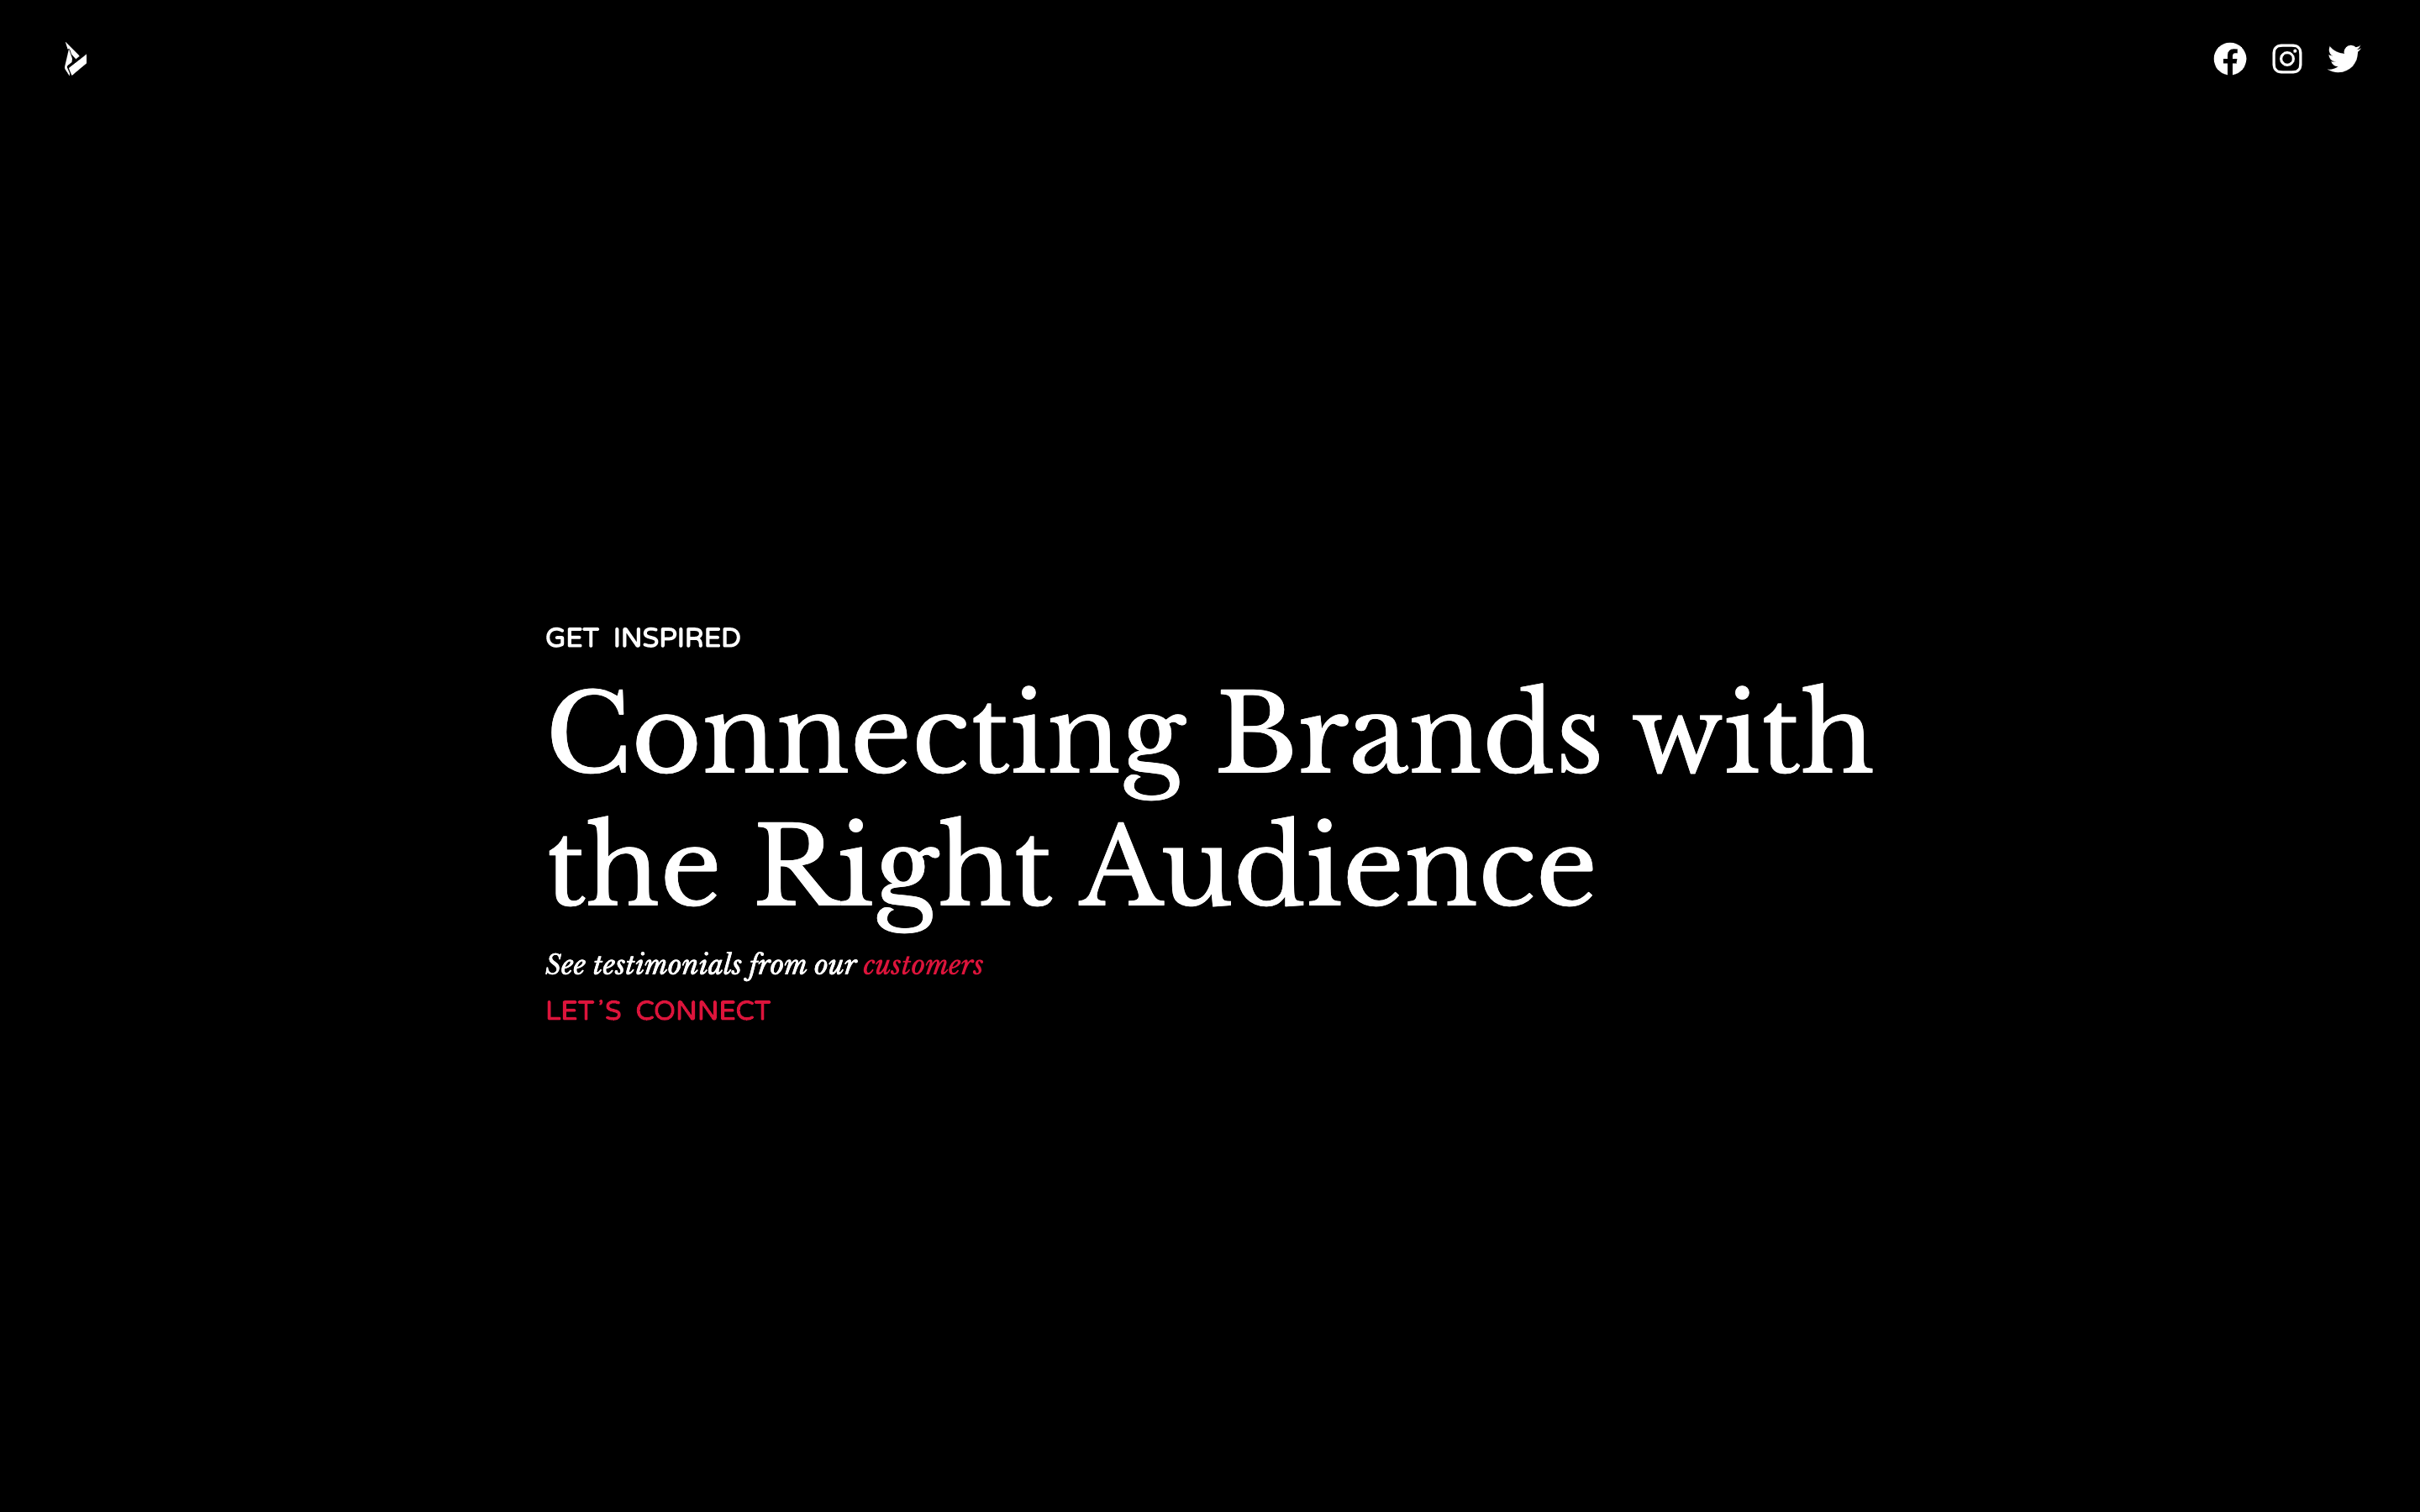 GET INSPIRED
Connecting Brands with
the Right Audience
See testimonials from our customers
LET'S CONNECT